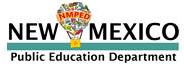 NMPED
NEW MEXICO
Public Education Department